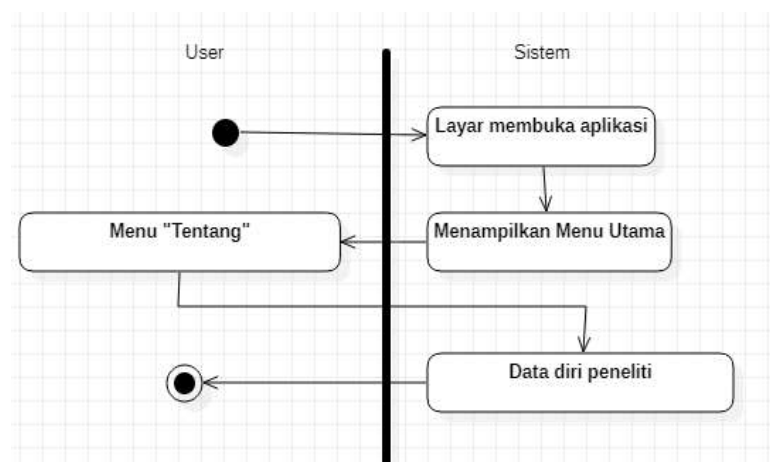 User
Sistem
Layar membuka aplikasi
Menu "Tentang"
Menampilkan Menu Utama
Data diri peneliti